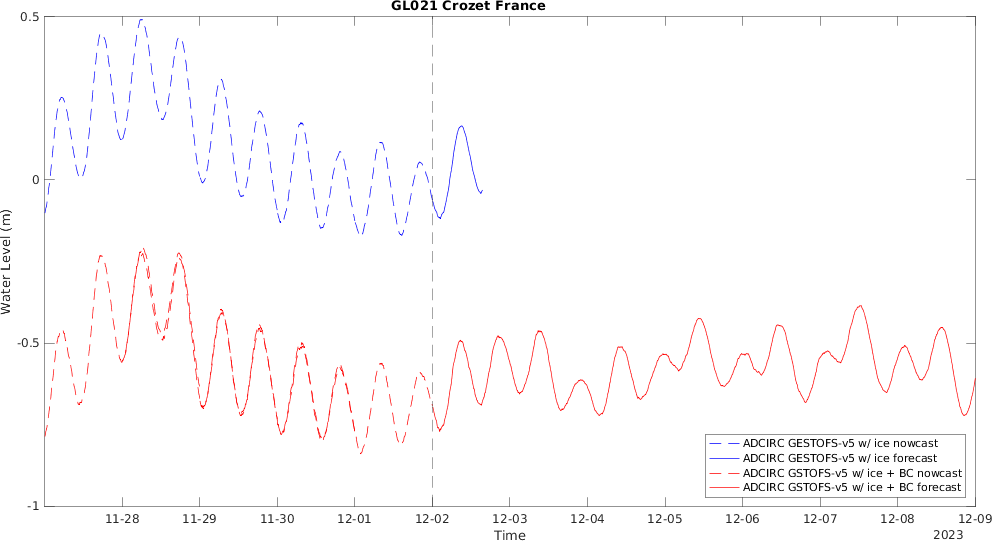 GL021 Crozet France
0.5
0
-0.5
-1
Water Level (m)
11-28
11-29
11-30
12-01
12-02
12-03
12-04
12-05
12-06
12-07
12-08
12-09
Time
2023
ADCIRC GESTOFS-v5 w/ ice nowcast
ADCIRC GESTOFS-v5 w/ ice forecast
ADCIRC GSTOFS-v5 w/ ice + BC nowcast
ADCIRC GSTOFS-v5 w/ ice + BC forecast